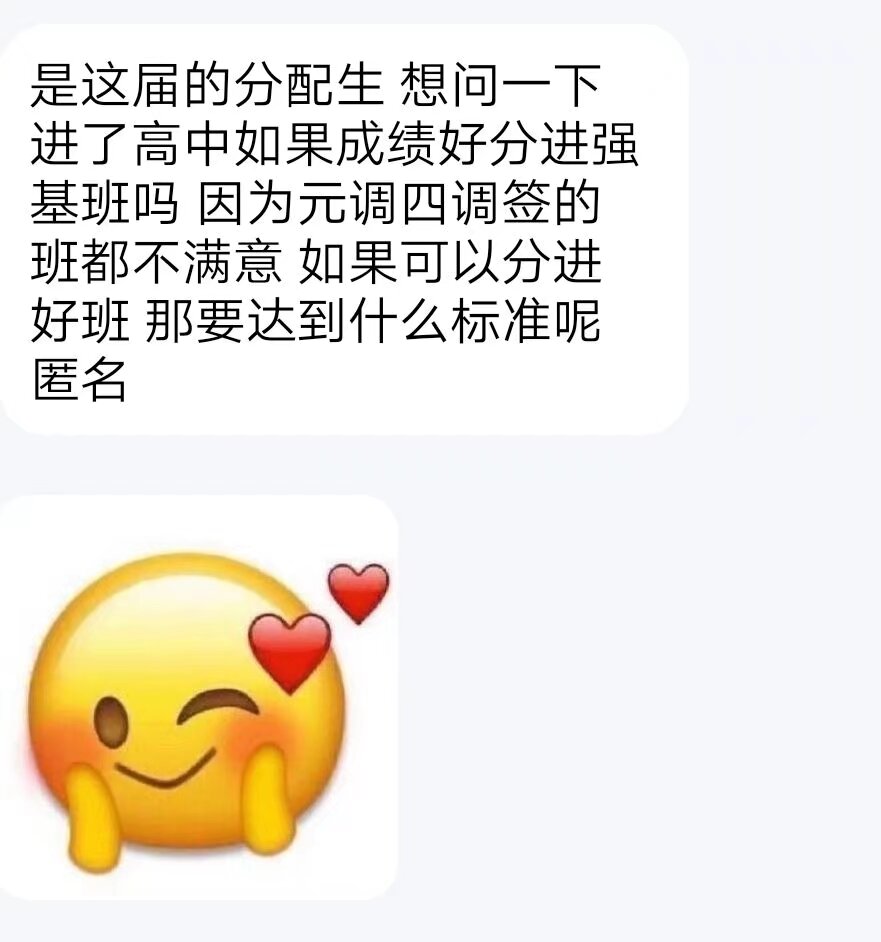 是这届的分配生 想问一下
进了高中如果成绩好分进强
基班吗 因为元调四调签的
班都不满意 如果可以分进
好班 那要达到什么标准呢
匿名